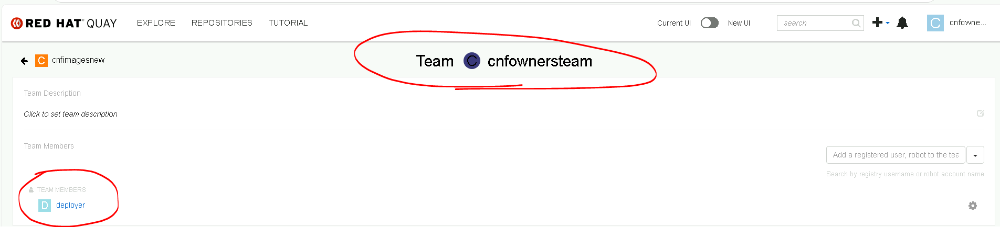 RED HAT® QUAY EXPLORE REPOSITORIES TUTORIAL Current UI New UI search C cnfowne...
C cnfimagesnew
Team C cnfownersteam
Team Description
Click to set team description
Team Members
Add a registered user, robot to the tea
Search by registry username or robot account name
TEAM MEMBERS
D deployer